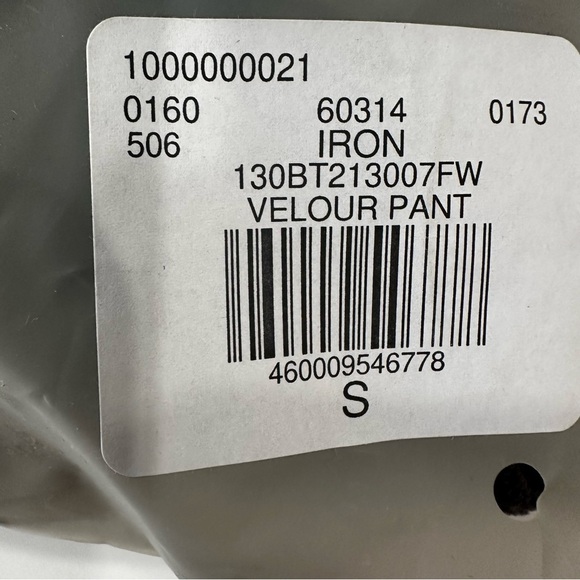 1000000021
0160 60314 0173
506 IRON
130BT213007FW
VELOUR PANT
460009546778
S